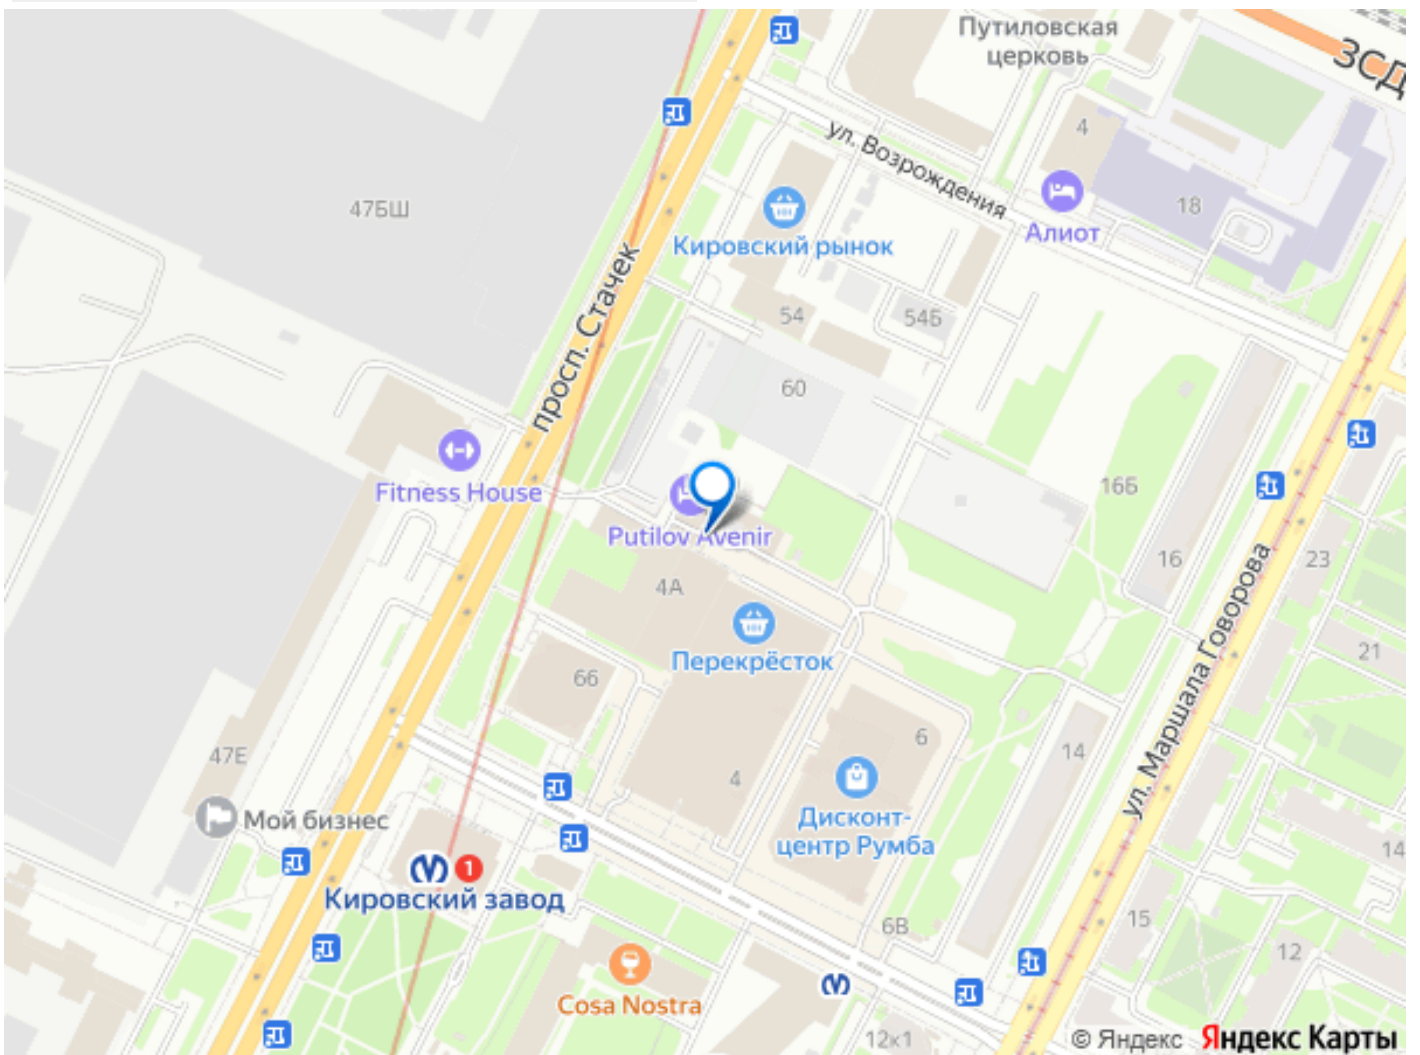 Путиловская
церковь
ЗСД
4
ул. Возрождения
18
47БШ
Алиот
Кировский рынок
просп. Стачек
54
54Б
60
Fitness House
16Б
Putilov Avenir
16
23
4А
ул. Маршала Говорова
Перекрёсток
21
66
6
14
47Е
4
Мой бизнес
Дисконт-
центр Румба
14
1
Кировский завод
15
6В
12
Cosa Nostra
12к1
© Яндекс Яндекс Карты